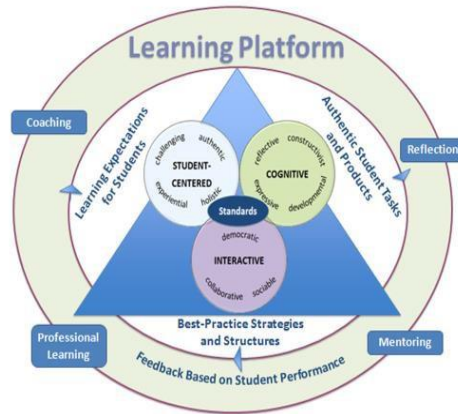 Learning Platform
Coaching
Reflection
Learning Expectations
for Students
Authentic Student Tasks
and Products
challenging
authentic
STUDENT-
CENTERED
experiential
holistic
reflective
constructivist
COGNITIVE
expressive
developmental
Standards
democratic
INTERACTIVE
collaborative
sociable
Best-Practice Strategies
and Structures
Professional
Learning
Mentoring
Feedback Based on Student Performance